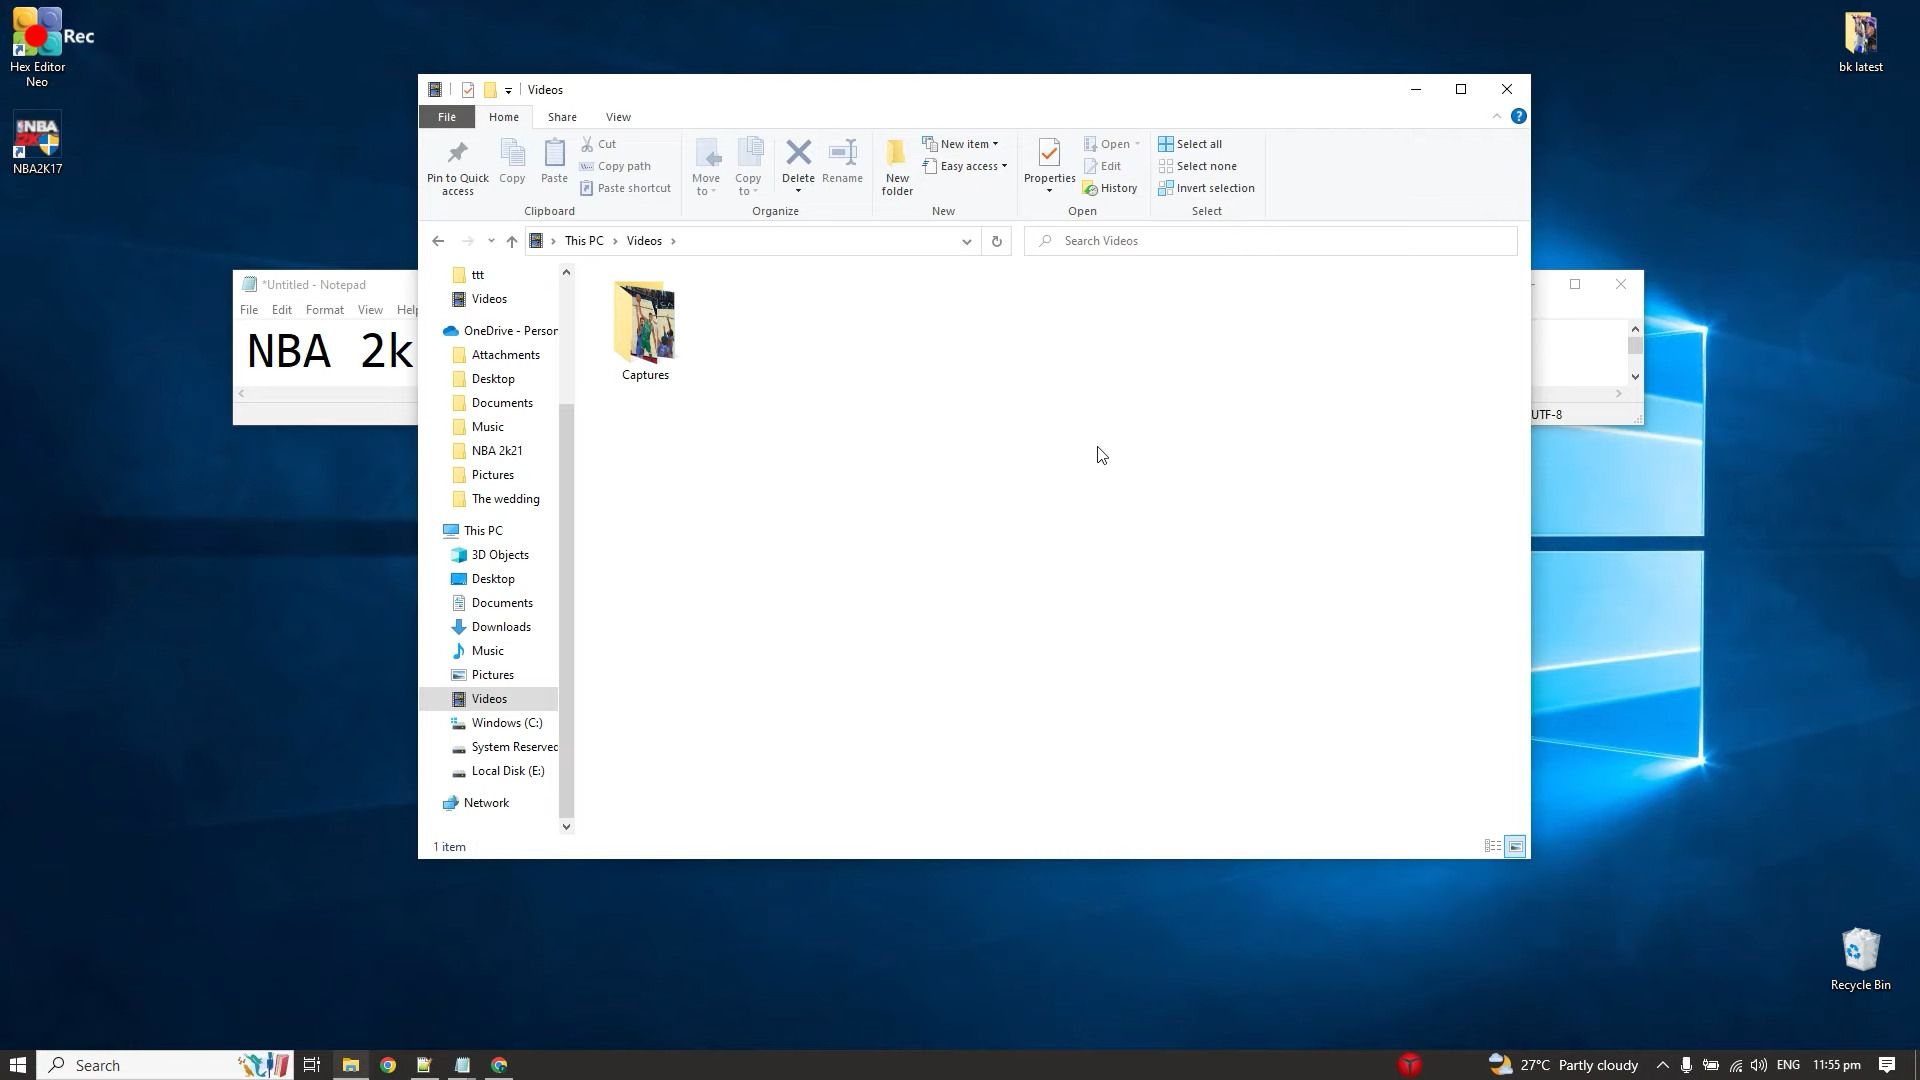 Rec
Hex Editor
Neo
NBA2K17
bk latest
Recycle Bin
*Untitled - Notepad
File Edit Format View Help
NBA 2k
UTF-8
Videos
File Home Share View
Pin to Quick
access
Copy
Paste
Cut
Copy path
Paste shortcut
Clipboard
Move
to
Copy
to
Delete
Rename
Organize
New
folder
New item
Easy access
New
Properties
Open
Edit
History
Open
Select all
Select none
Invert selection
Select
This PC Videos
Search Videos
ttt
Videos
OneDrive - Person
Attachments
Desktop
Documents
Music
NBA 2k21
Pictures
The wedding
This PC
3D Objects
Desktop
Documents
Downloads
Music
Pictures
Videos
Windows (C:)
System Reserved
Local Disk (E:)
Network
Captures
1 item
Search
27°C Partly cloudy
ENG
11:55 pm